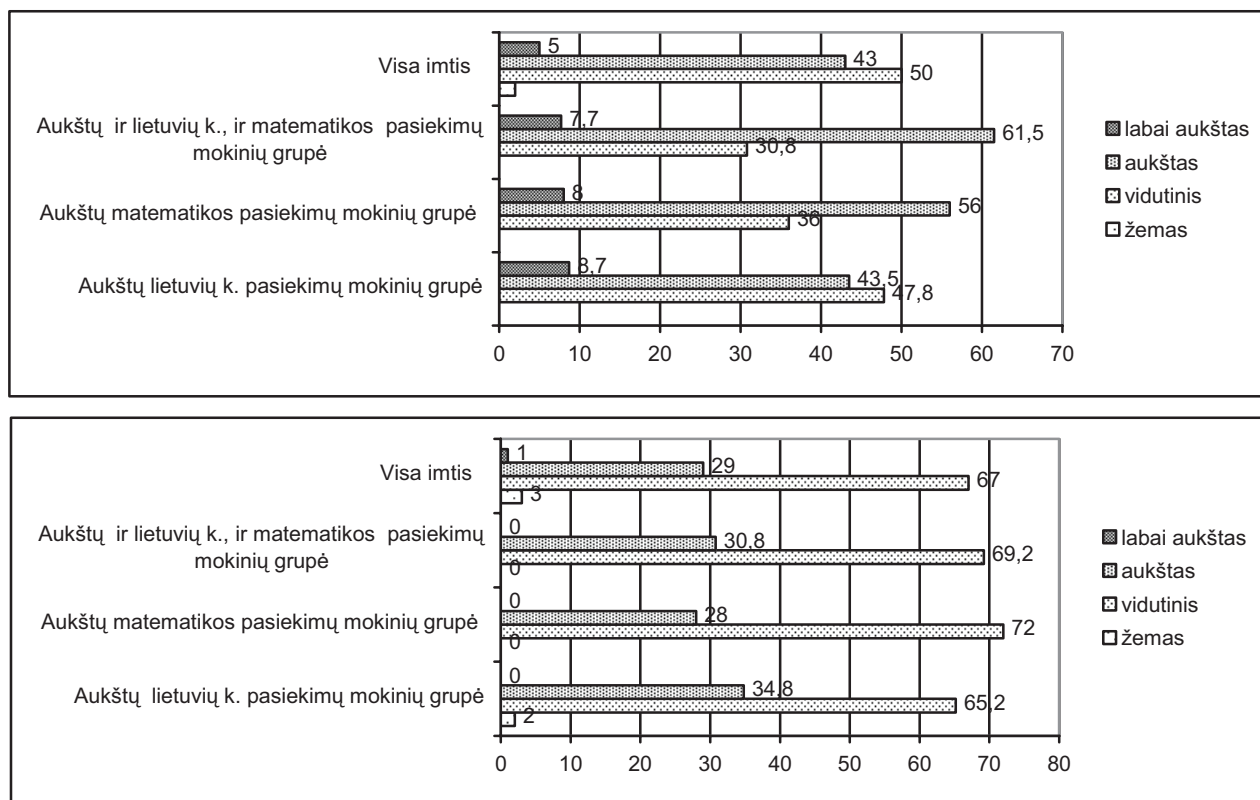 Visa imtis
5
43
50
Aukštų ir lietuvių k., ir matematikos pasiekimų
mokinių grupė
7,7
61,5
30,8
Aukštų matematikos pasiekimų mokinių grupė
8
56
36
Aukštų lietuvių k. pasiekimų mokinių grupė
8,7
43,5
47,8
0 10 20 30 40 50 60 70
labai aukštas
aukštas
vidutinis
žemas
Visa imtis
1
29
67
3
Aukštų ir lietuvių k., ir matematikos pasiekimų
mokinių grupė
0
30,8
69,2
0
Aukštų matematikos pasiekimų mokinių grupė
0
28
72
0
Aukštų lietuvių k. pasiekimų mokinių grupė
0
34,8
65,2
2
0 10 20 30 40 50 60 70 80
labai aukštas
aukštas
vidutinis
žemas